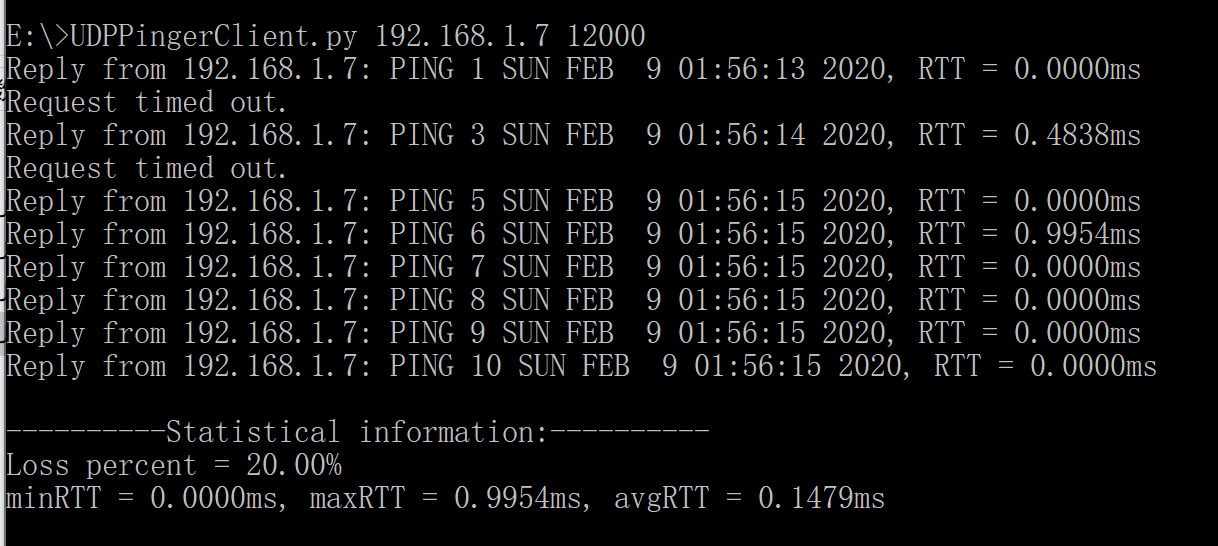 E:\>UDPPingerClient.py 192.168.1.7 12000
Reply from 192.168.1.7: PING 1 SUN FEB  9 01:56:13 2020, RTT = 0.0000ms
Request timed out.
Reply from 192.168.1.7: PING 3 SUN FEB  9 01:56:14 2020, RTT = 0.4838ms
Request timed out.
Reply from 192.168.1.7: PING 5 SUN FEB  9 01:56:15 2020, RTT = 0.0000ms
Reply from 192.168.1.7: PING 6 SUN FEB  9 01:56:15 2020, RTT = 0.9954ms
Reply from 192.168.1.7: PING 7 SUN FEB  9 01:56:15 2020, RTT = 0.0000ms
Reply from 192.168.1.7: PING 8 SUN FEB  9 01:56:15 2020, RTT = 0.0000ms
Reply from 192.168.1.7: PING 9 SUN FEB  9 01:56:15 2020, RTT = 0.0000ms
Reply from 192.168.1.7: PING 10 SUN FEB  9 01:56:15 2020, RTT = 0.0000ms
----------Statistical information:----------
Loss percent = 20.00%
minRTT = 0.0000ms, maxRTT = 0.9954ms, avgRTT = 0.1479ms